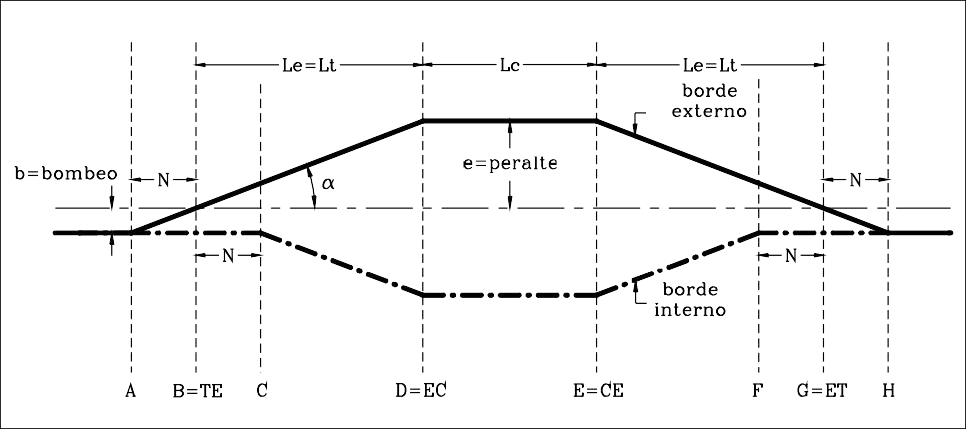 Le=Lt
Lc
Le=Lt
borde
externo
b=bombeo
N
α
e=peralte
N
N
N
borde
interno
A
B=TE
C
D=EC
E=CE
F
G=ET
H